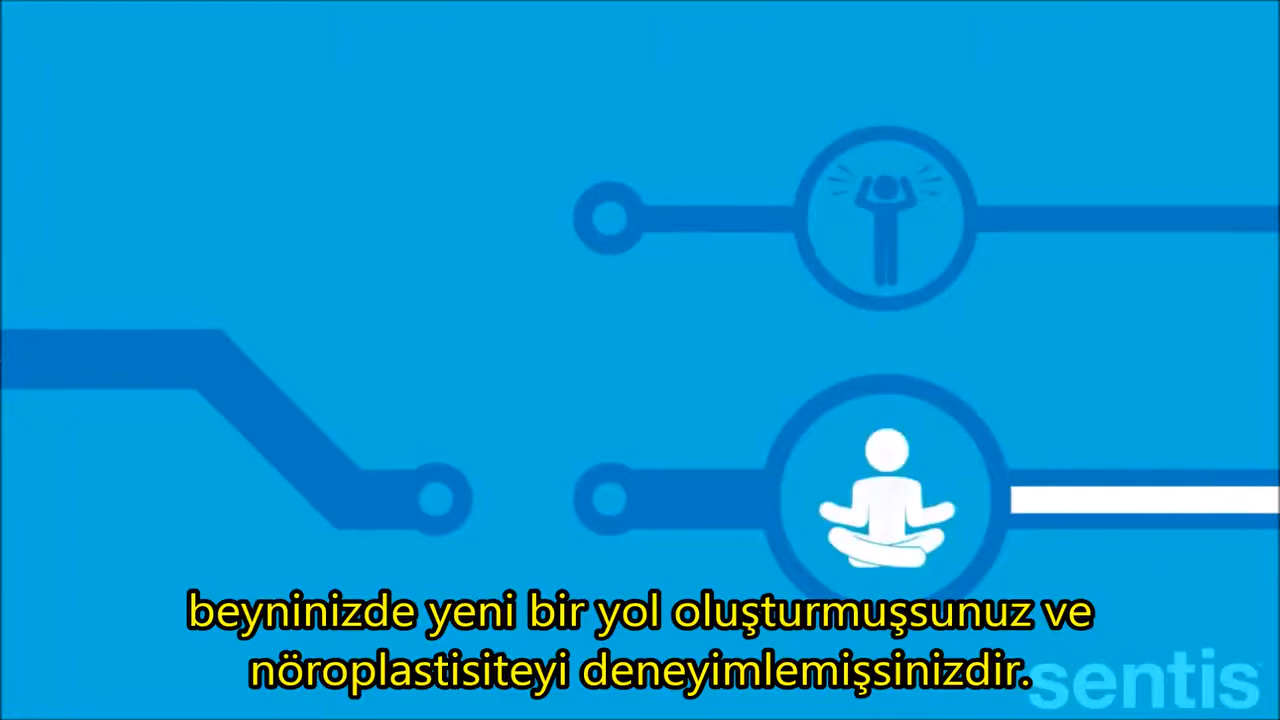 beyninizde yeni bir yol oluşturmuşsunuz ve
nöroplastisiteyi deneyimlemişsinizdir.
sentis